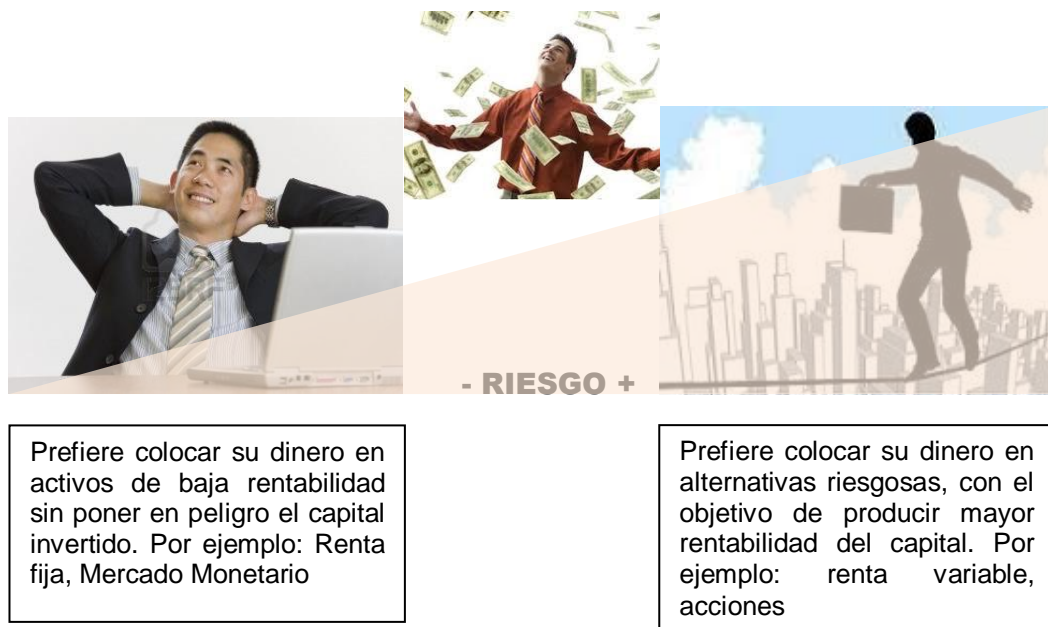 - RIESGO +
Prefiere colocar su dinero en
activos de baja rentabilidad
sin poner en peligro el capital
invertido. Por ejemplo: Renta
fija, Mercado Monetario
Prefiere colocar su dinero en
alternativas riesgosas, con el
objetivo de producir mayor
rentabilidad del capital. Por
ejemplo: renta variable,
acciones